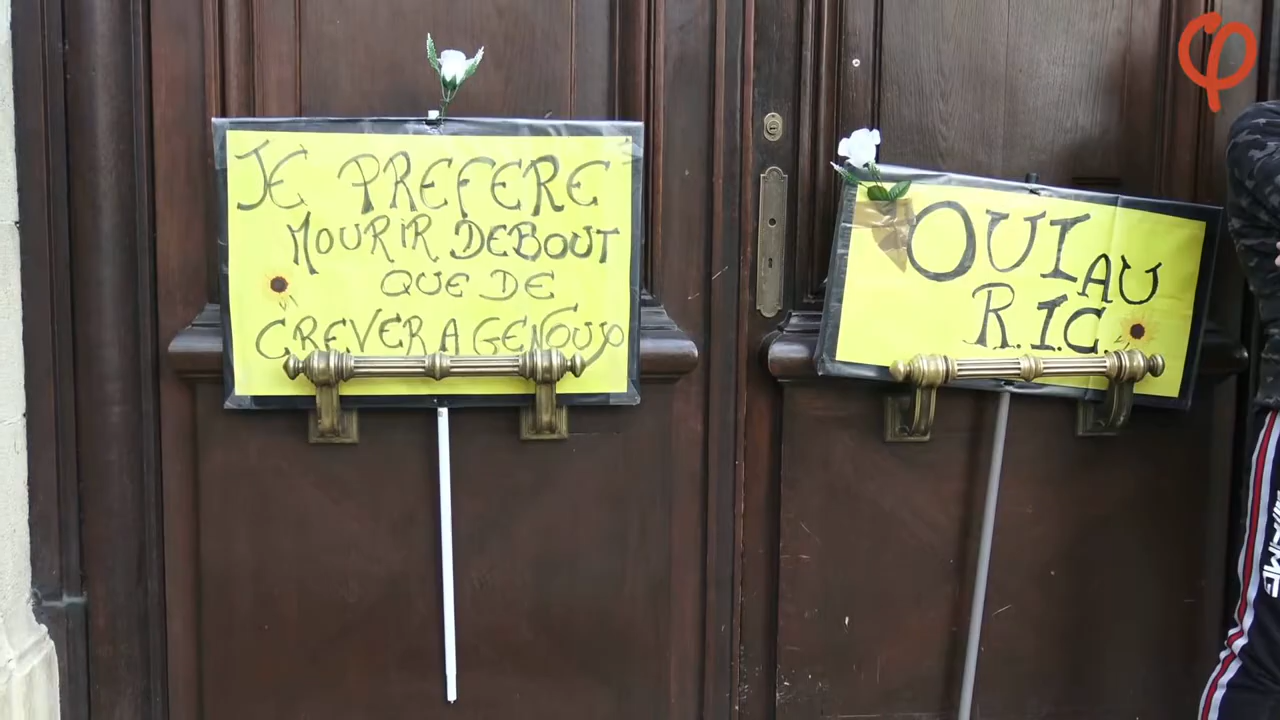 JE PREFERE
MOURIR DEBOUT
QUE DE
CREVER A GENOUX
OUI AU
R.I.C